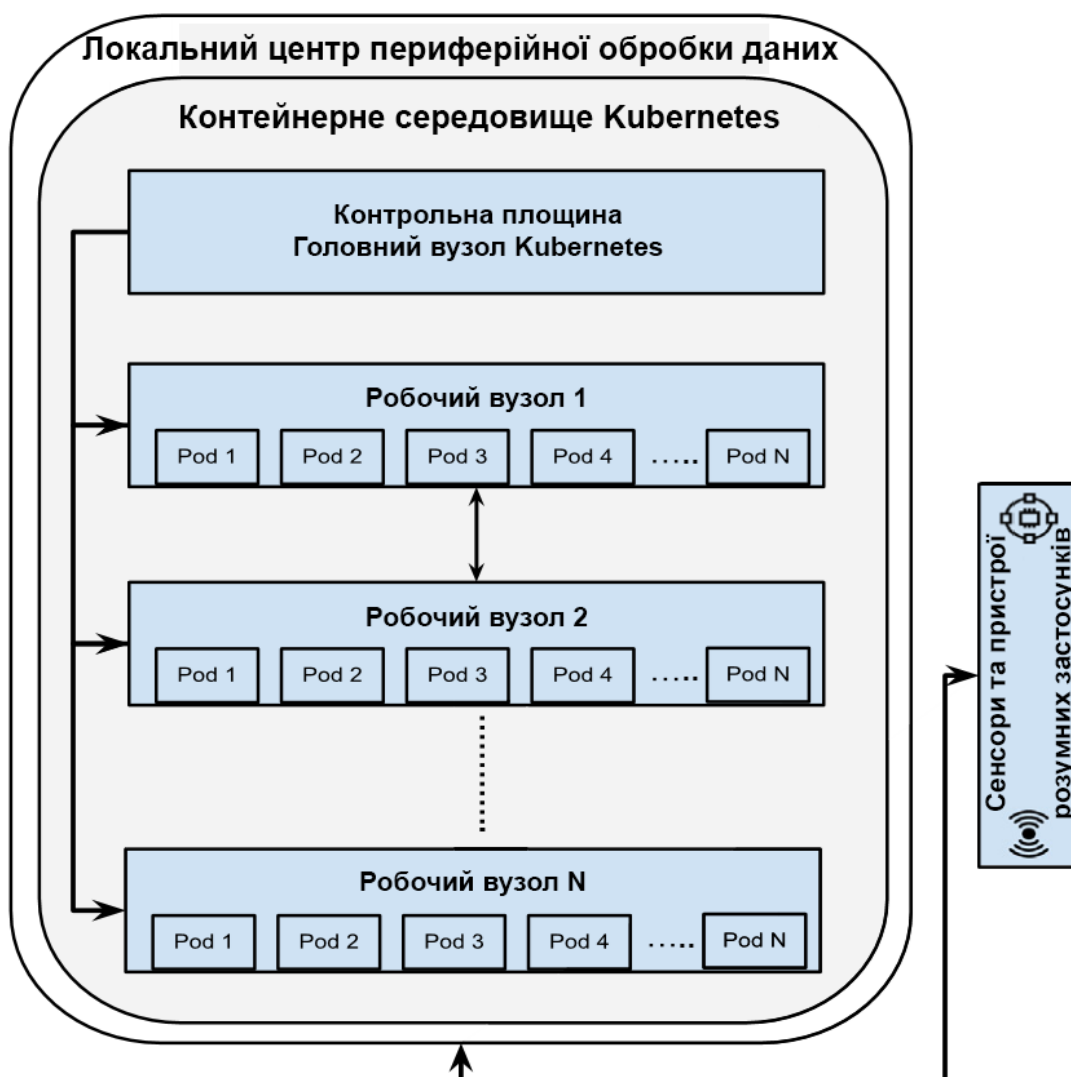 Локальний центр периферійної обробки даних
Контейнерне середовище Kubernetes
Контрольна площина
Головний вузол Kubernetes
Робочий вузол 1
Pod 1 Pod 2 Pod 3 Pod 4 ..... Pod N
Робочий вузол 2
Pod 1 Pod 2 Pod 3 Pod 4 ..... Pod N
Робочий вузол N
Pod 1 Pod 2 Pod 3 Pod 4 ..... Pod N
Сенсори та пристрої
розумних застосунків